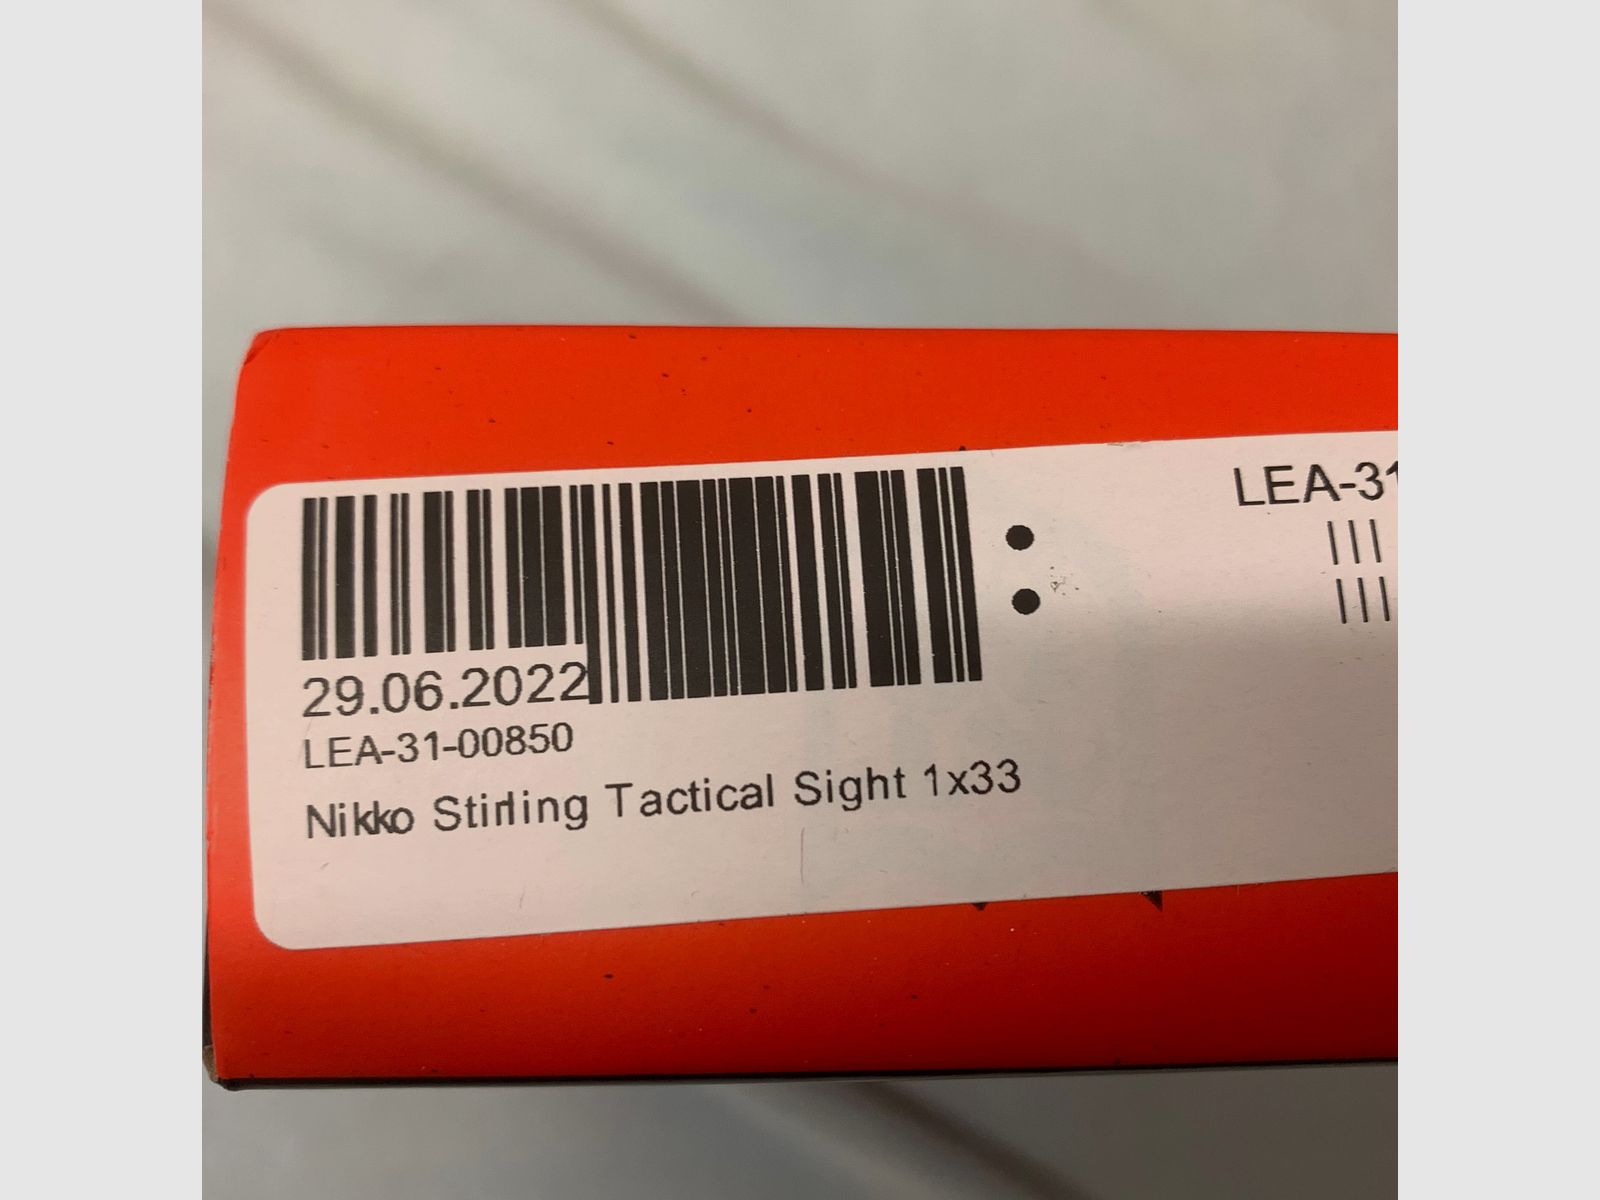 29.06.2022
LEA-31-00850
Nikko Stirling Tactical Sight 1x33
LEA-31